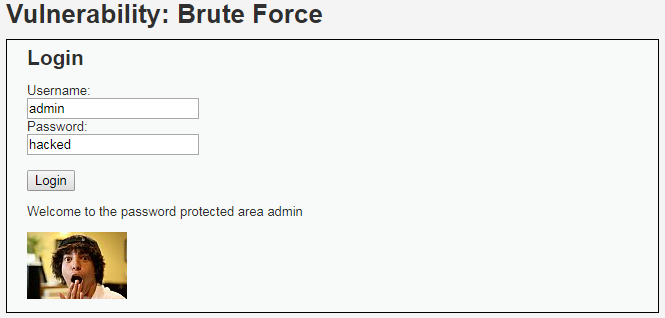 Vulnerability: Brute Force
Login
Username:
admin
Password:
hacked
Login
Welcome to the password protected area admin